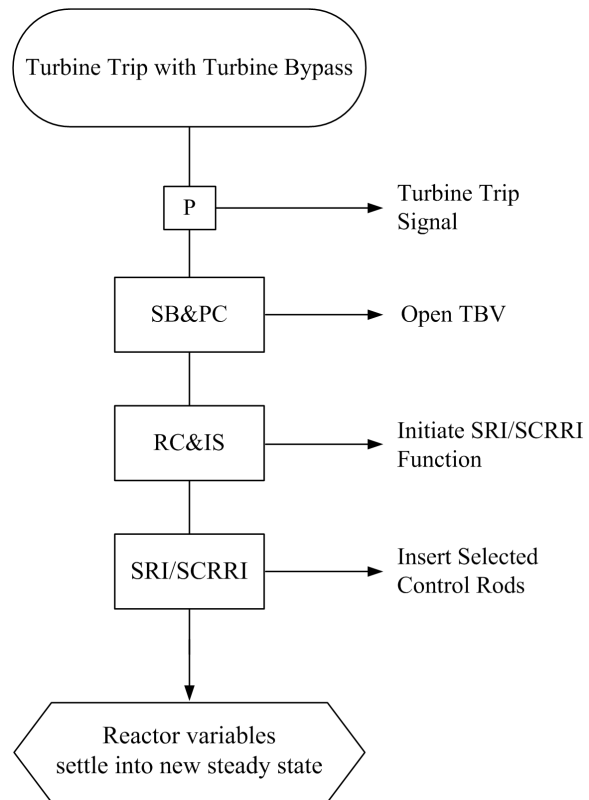 Turbine Trip with Turbine Bypass
P
Turbine Trip
Signal
SB&PC
Open TBV
RC&IS
Initiate SRI/SCRRI
Function
SRI/SCRRI
Insert Selected
Control Rods
Reactor variables
settle into new steady state